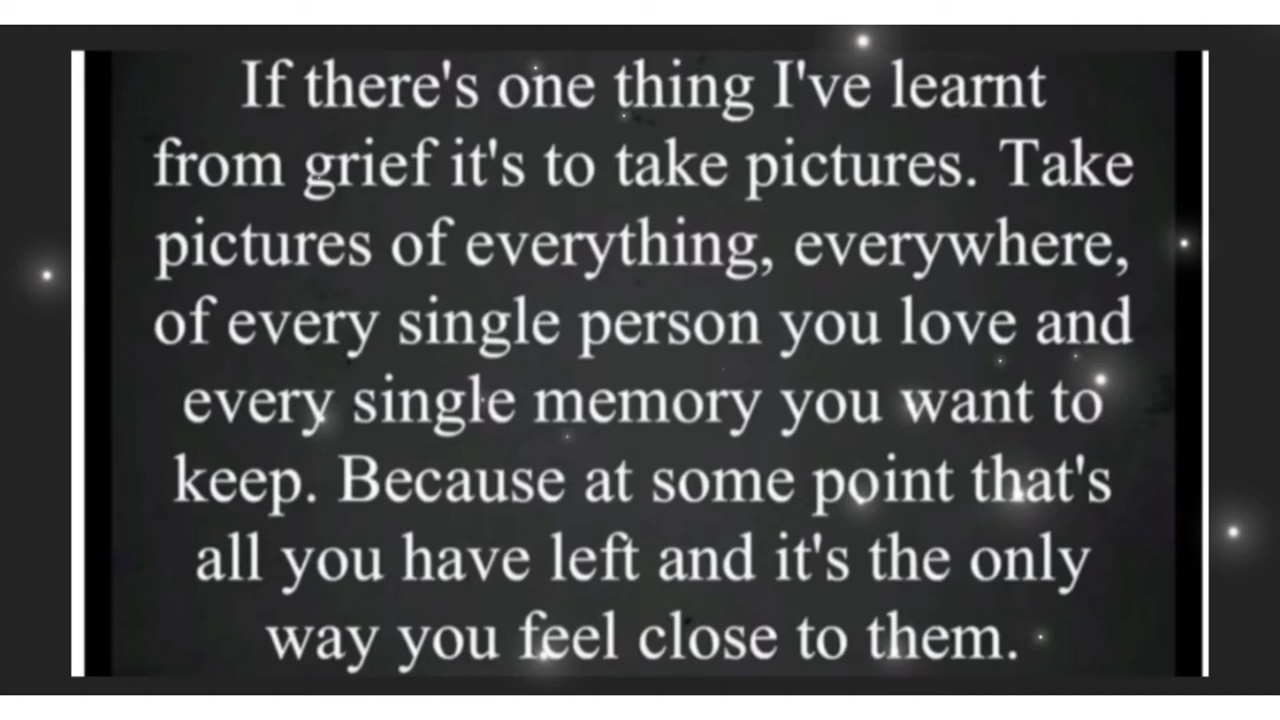 If there's one thing I've learnt
from grief it's to take pictures. Take
pictures of everything, everywhere,
of every single person you love and
every single memory you want to
keep. Because at some point that's
all you have left and it's the only
way you feel close to them.